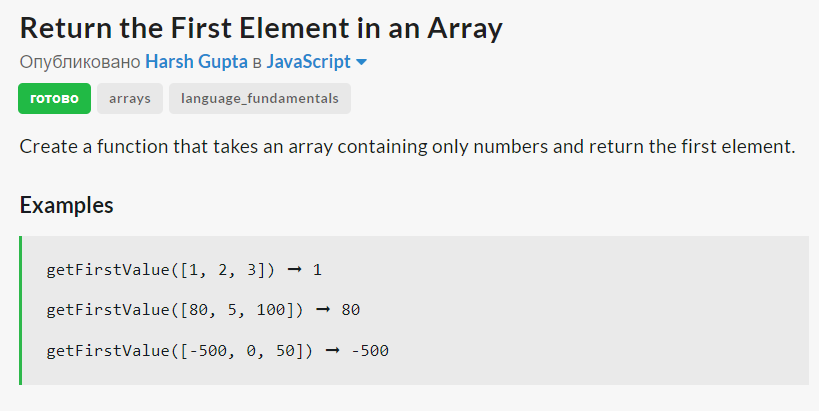 Return the First Element in an Array
Опубликовано Harsh Gupta в JavaScript
готово arrays language_fundamentals
Create a function that takes an array containing only numbers and return the first element.
Examples
getFirstValue([1, 2, 3]) ➞ 1
getFirstValue([80, 5, 100]) ➞ 80
getFirstValue([-500, 0, 50]) ➞ -500